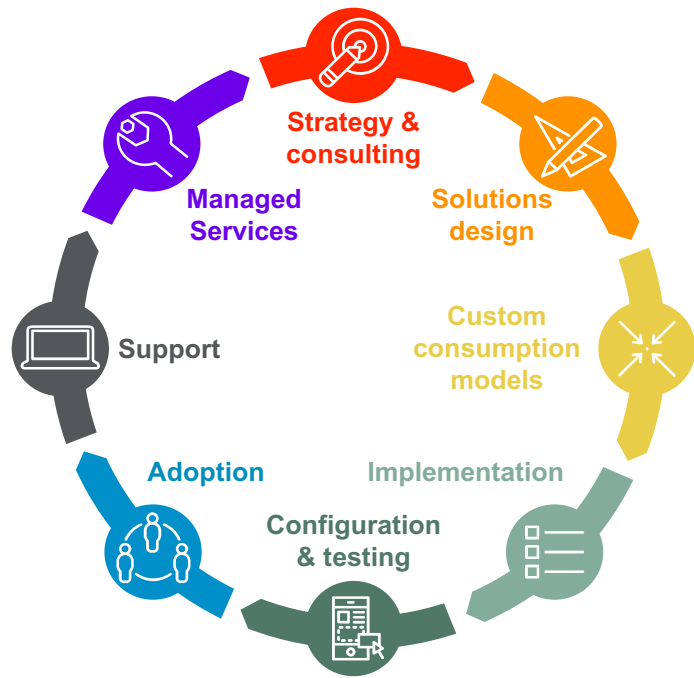 Strategy &
consulting
Solutions
design
Custom
consumption
models
Implementation
Configuration
& testing
Adoption
Support
Managed
Services